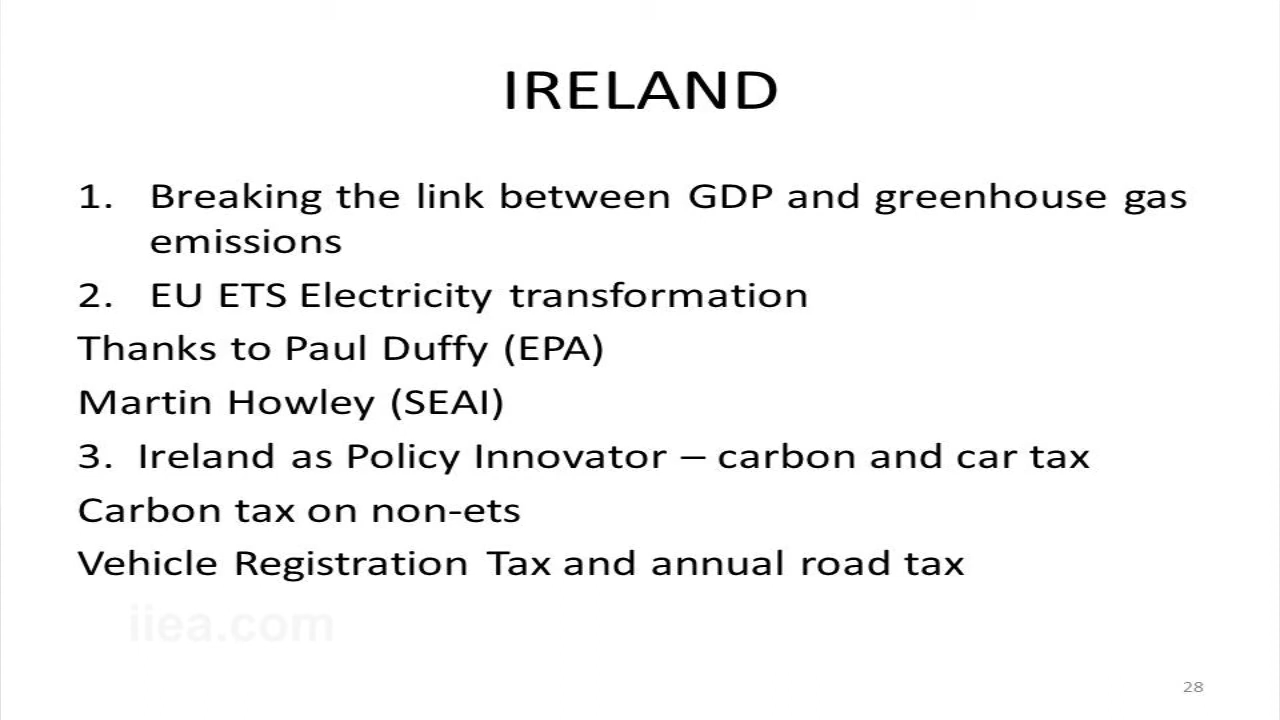 IRELAND
1. Breaking the link between GDP and greenhouse gas
emissions
2. EU ETS Electricity transformation
Thanks to Paul Duffy (EPA)
Martin Howley (SEAI)
3. Ireland as Policy Innovator – carbon and car tax
Carbon tax on non-ets
Vehicle Registration Tax and annual road tax
iiea.com
28